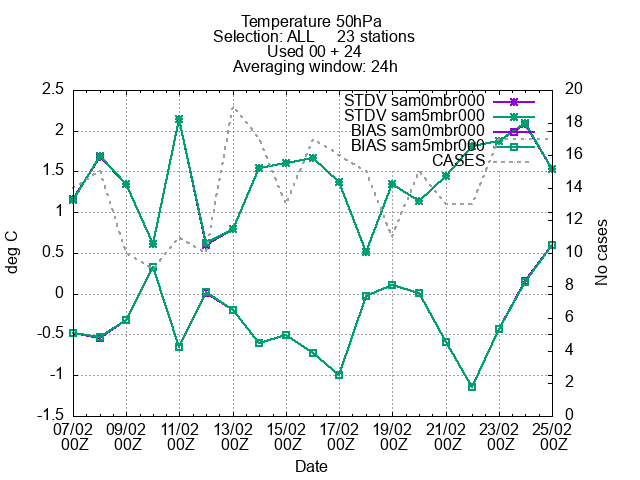 Temperature 50hPa
Selection: ALL 23 stations
Used 00 + 24
Averaging window: 24h
STDV sam0mbr000
STDV sam5mbr000
BIAS sam0mbr000
BIAS sam5mbr000
CASES
2.5
2
1.5
1
0.5
0
-0.5
-1
-1.5
deg C
20
18
16
14
12
10
8
6
4
2
0
No cases
07/02 09/02 11/02 13/02 15/02 17/02 19/02 21/02 23/02 25/02
00Z 00Z 00Z 00Z 00Z 00Z 00Z 00Z 00Z 00Z
Date